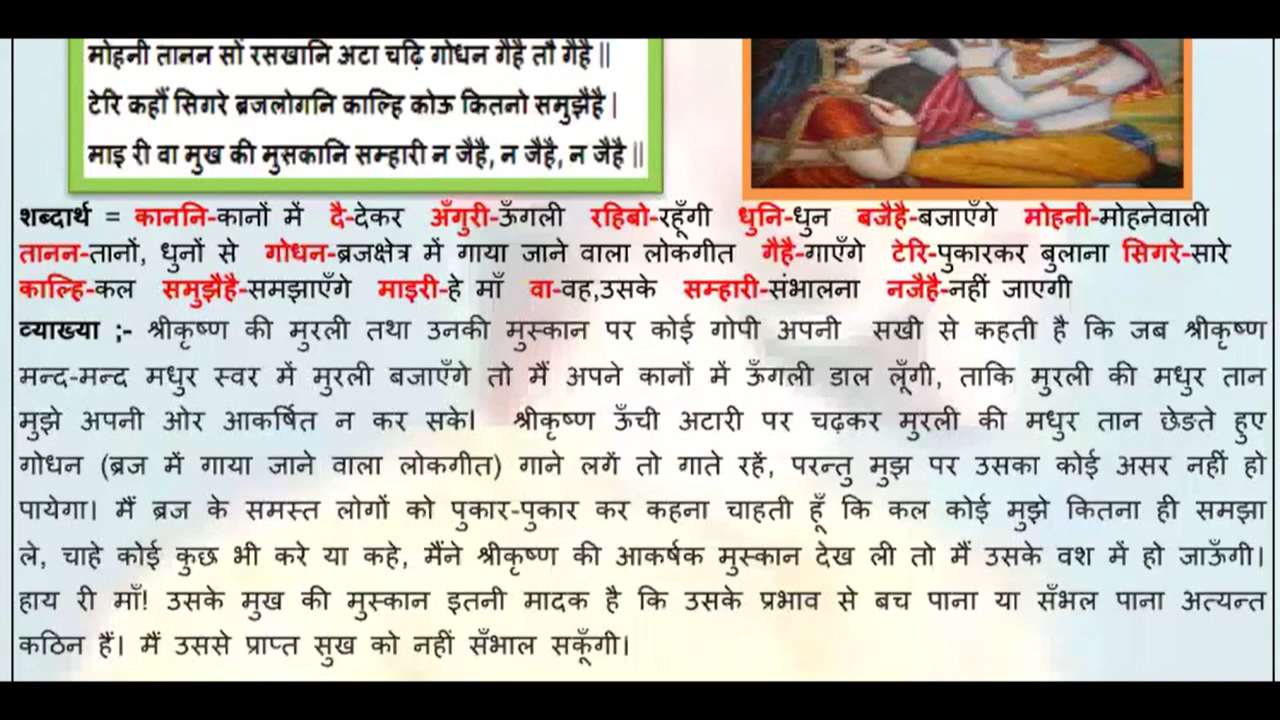 मोहनी तानन सों रसखानि अटा चढ़ि गोधन गैहै तौ गैहै ||
टेरि कहौं सिगरे ब्रजलोगनि काल्हि कोऊ कितनो समुझैहै |
माइ री वा मुख की मुसकानि सम्हारी न जैहै, न जैहै, न जैहै ||
शब्दार्थ = काननि-कानों में दै-देकर अँगुरी-ऊँगली रहिबो-रहूँगी धुनि-धुन बजैहै-बजाएँगे मोहनी-मोहनेवाली
तानन-तानों, धुनों से गोधन-ब्रजक्षेत्र में गाया जाने वाला लोकगीत गैहै-गाएँगे टेरि-पुकारकर बुलाना सिगरे-सारे
काल्हि-कल समुझैहै-समझाएँगे माइरी-हे माँ वा-वह,उसके सम्हारी-संभालना नजैहै-नहीं जाएगी
व्याख्या ;- श्रीकृष्ण की मुरली तथा उनकी मुस्कान पर कोई गोपी अपनी सखी से कहती है कि जब श्रीकृष्ण
मन्द-मन्द मधुर स्वर में मुरली बजाएँगे तो मैं अपने कानों में ऊँगली डाल लूँगी, ताकि मुरली की मधुर तान
मुझे अपनी ओर आकर्षित न कर सके। श्रीकृष्ण ऊँची अटारी पर चढ़कर मुरली की मधुर तान छेङते हुए
गोधन (ब्रज में गाया जाने वाला लोकगीत) गाने लगें तो गाते रहें, परन्तु मुझ पर उसका कोई असर नहीं हो
पायेगा। मैं ब्रज के समस्त लोगों को पुकार-पुकार कर कहना चाहती हूँ कि कल कोई मुझे कितना ही समझा
ले, चाहे कोई कुछ भी करे या कहे, मैंने श्रीकृष्ण की आकर्षक मुस्कान देख ली तो मैं उसके वश में हो जाऊँगी।
हाय री माँ! उसके मुख की मुस्कान इतनी मादक है कि उसके प्रभाव से बच पाना या सँभल पाना अत्यन्त
कठिन हैं। मैं उससे प्राप्त सुख को नहीं सँभाल सकूँगी।